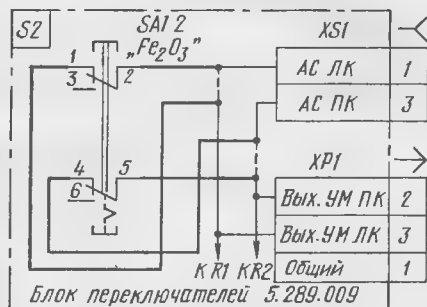 S2
SA1 2
„Fe₂O₃"
XS1
1
3
2
АС ЛК 1
АС ПК 3
XP1
4
6
5
Вых. УМ ПК 2
Вых. УМ ЛК 3
Общий 1
К R1 К R2
Блок переключателей 5.289.009